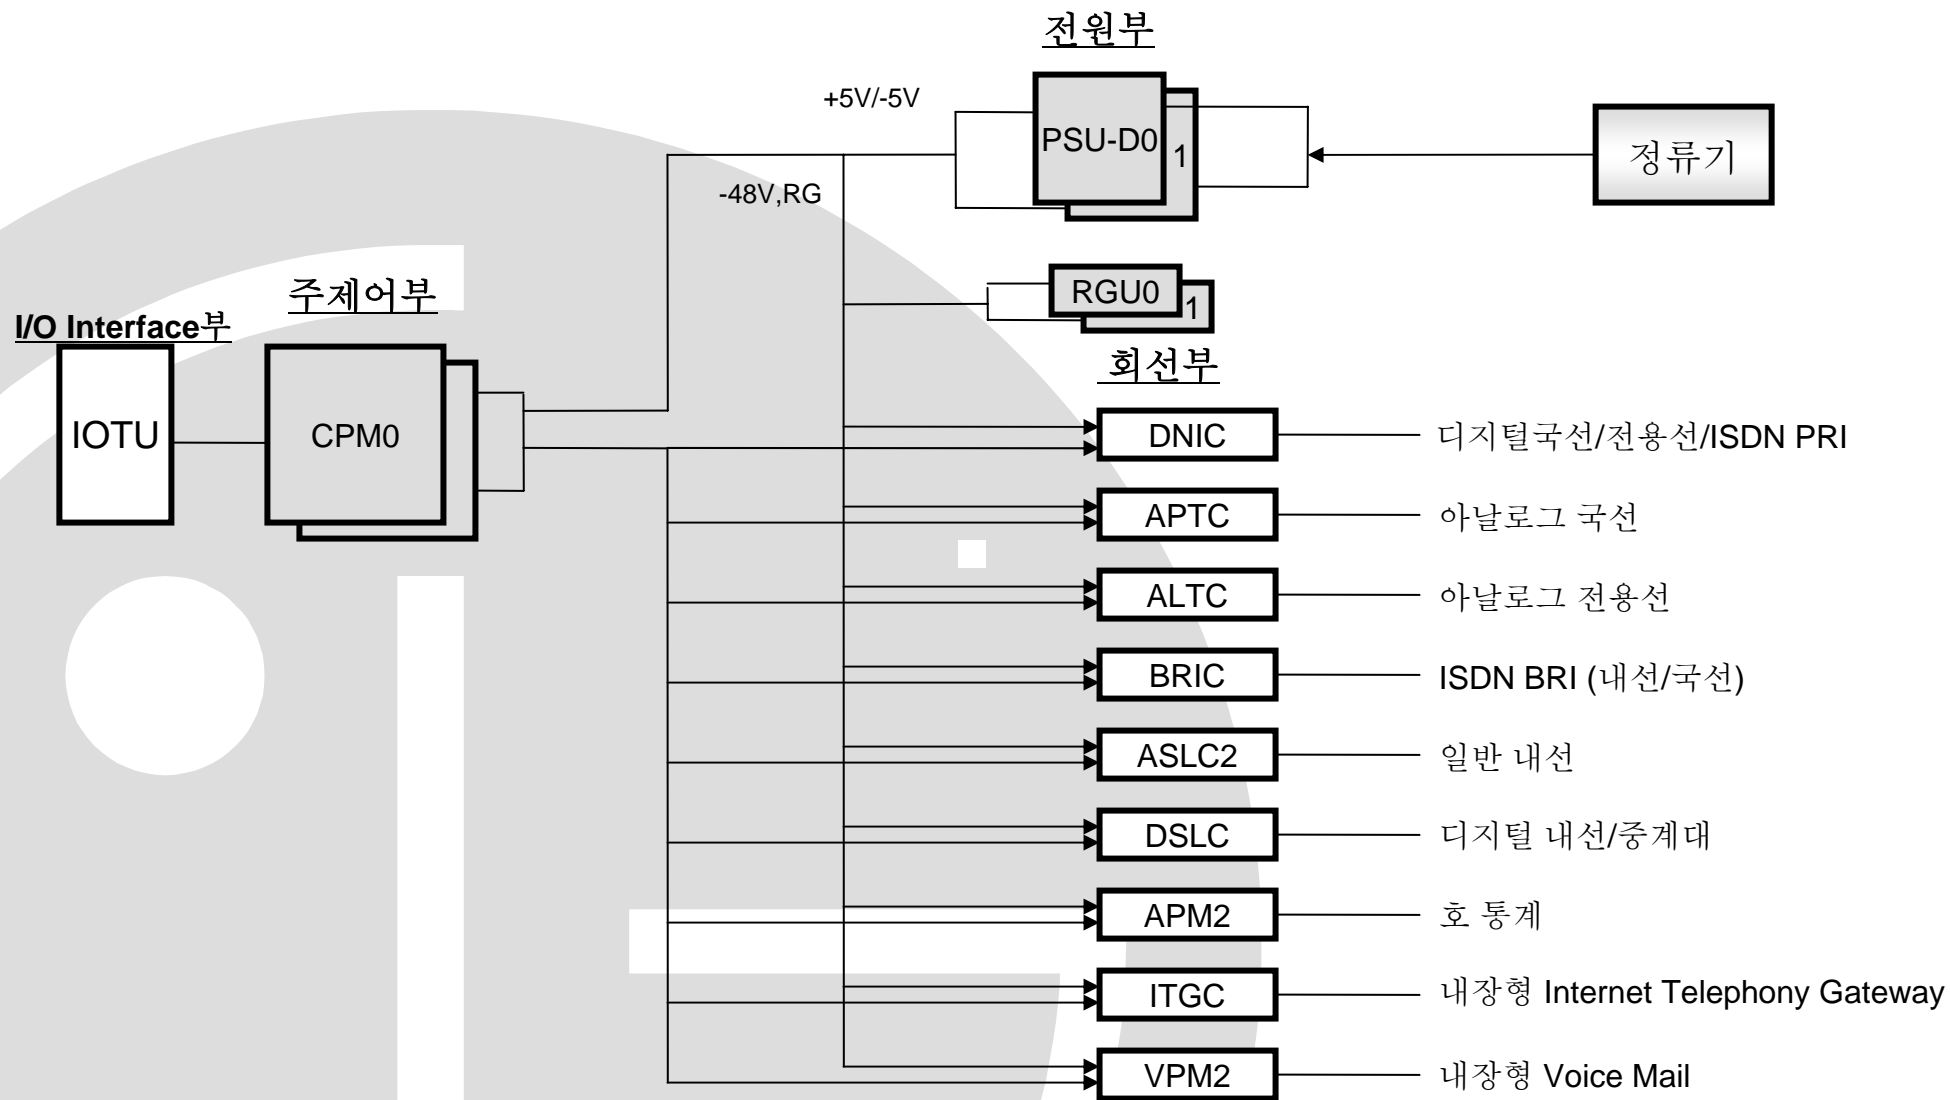 전원부
+5V/-5V
PSU-D0
1
정류기
-48V,RG
RGU0
1
주제어부
I/O Interface부
IOTU
CPM0
회선부
DNIC
디지털국선/전용선/ISDN PRI
APTC
아날로그 국선
ALTC
아날로그 전용선
BRIC
ISDN BRI (내선/국선)
ASLC2
일반 내선
DSLC
디지털 내선/중계대
APM2
호 통계
ITGC
내장형 Internet Telephony Gateway
VPM2
내장형 Voice Mail